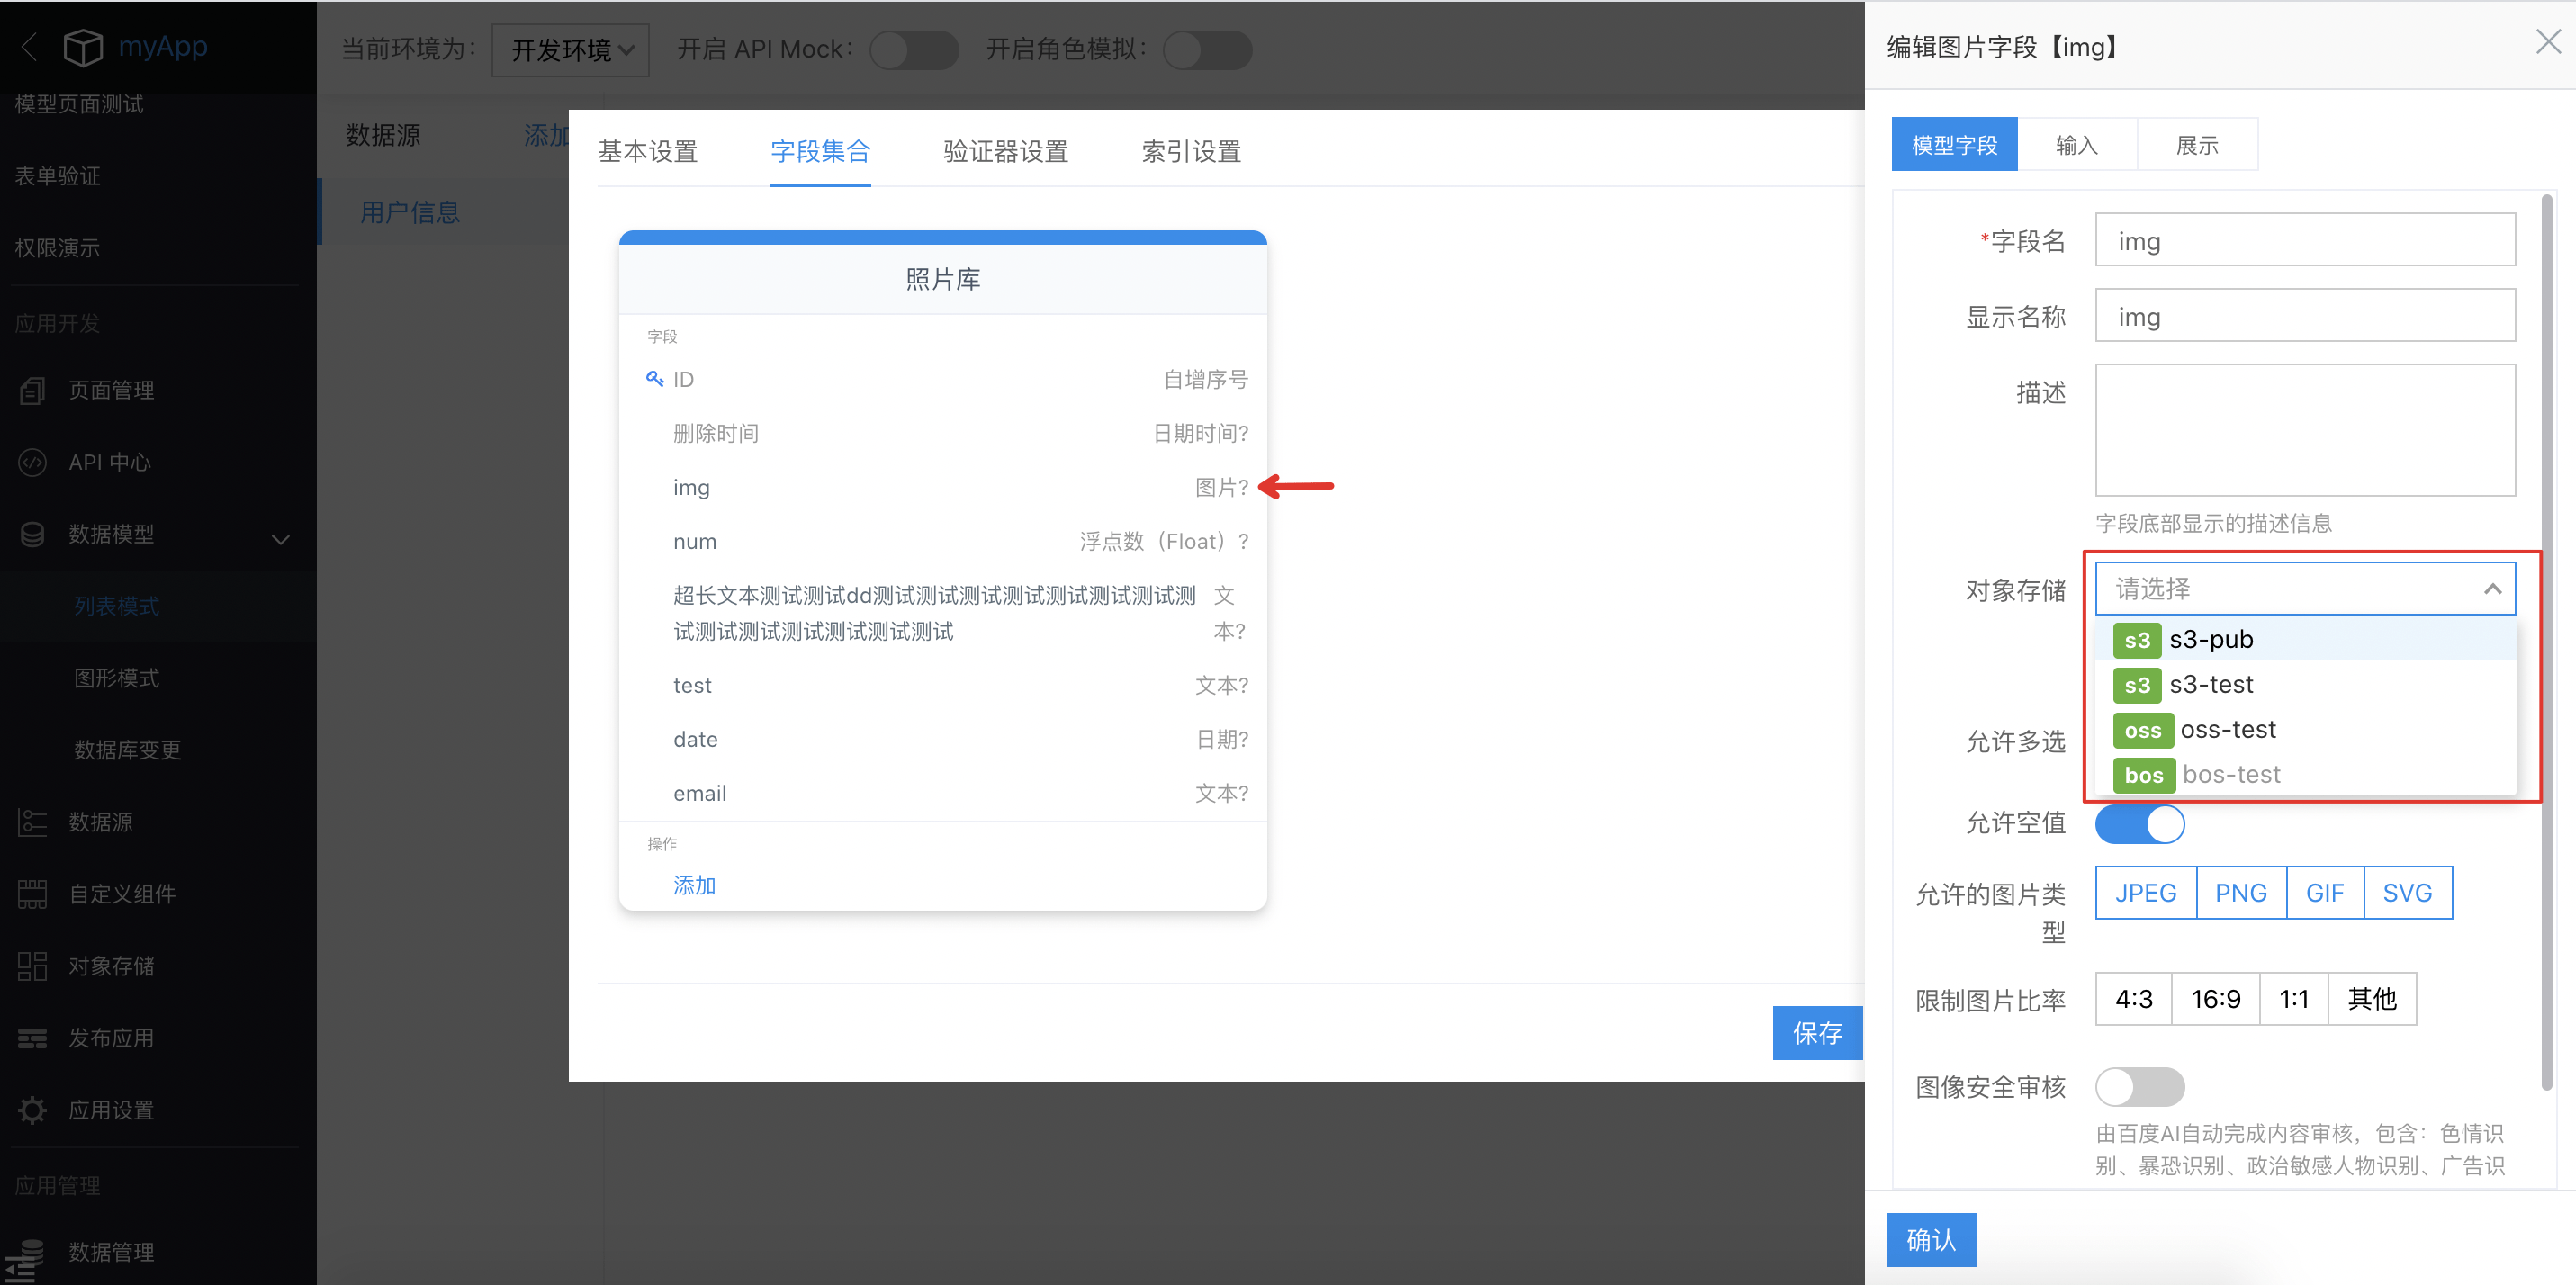 myApp
当前环境为:
开发环境
开启 API Mock:
开启角色模拟:
模型页面测试
表单验证
权限演示
应用开发
页面管理
API 中心
数据模型
列表模式
图形模式
数据库变更
数据源
自定义组件
对象存储
发布应用
应用设置
应用管理
数据管理
数据源
添加
用户信息
基本设置
字段集合
验证器设置
索引设置
照片库
字段
ID 自增序号
删除时间 日期时间?
img 图片?
num 浮点数（Float）?
超长文本测试测试dd测试测试测试测试测试测试测试测 文
试测试测试测试测试测试测试 本?
test 文本?
date 日期?
email 文本?
操作
添加
保存
编辑图片字段【img】
模型字段
输入
展示
*字段名 img
显示名称 img
描述
字段底部显示的描述信息
对象存储 请选择
s3 s3-pub
s3 s3-test
oss oss-test
bos bos-test
允许多选
允许空值
允许的图片类
型
JPEG PNG GIF SVG
限制图片比率 4:3 16:9 1:1 其他
图像安全审核
由百度AI自动完成内容审核，包含：色情识
别、暴恐识别、政治敏感人物识别、广告识
确认